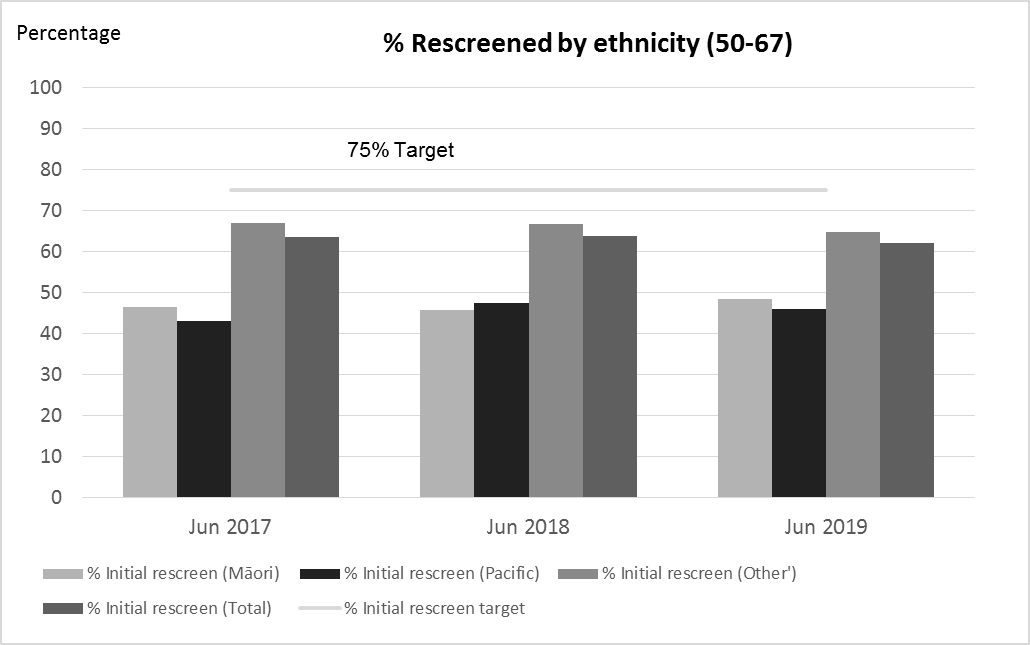 Percentage
% Rescreened by ethnicity (50-67)
100
90
80
70
60
50
40
30
20
10
0
75% Target
Jun 2017 Jun 2018 Jun 2019
% Initial rescreen (Māori) % Initial rescreen (Pacific) % Initial rescreen (Other')
% Initial rescreen (Total) % Initial rescreen target